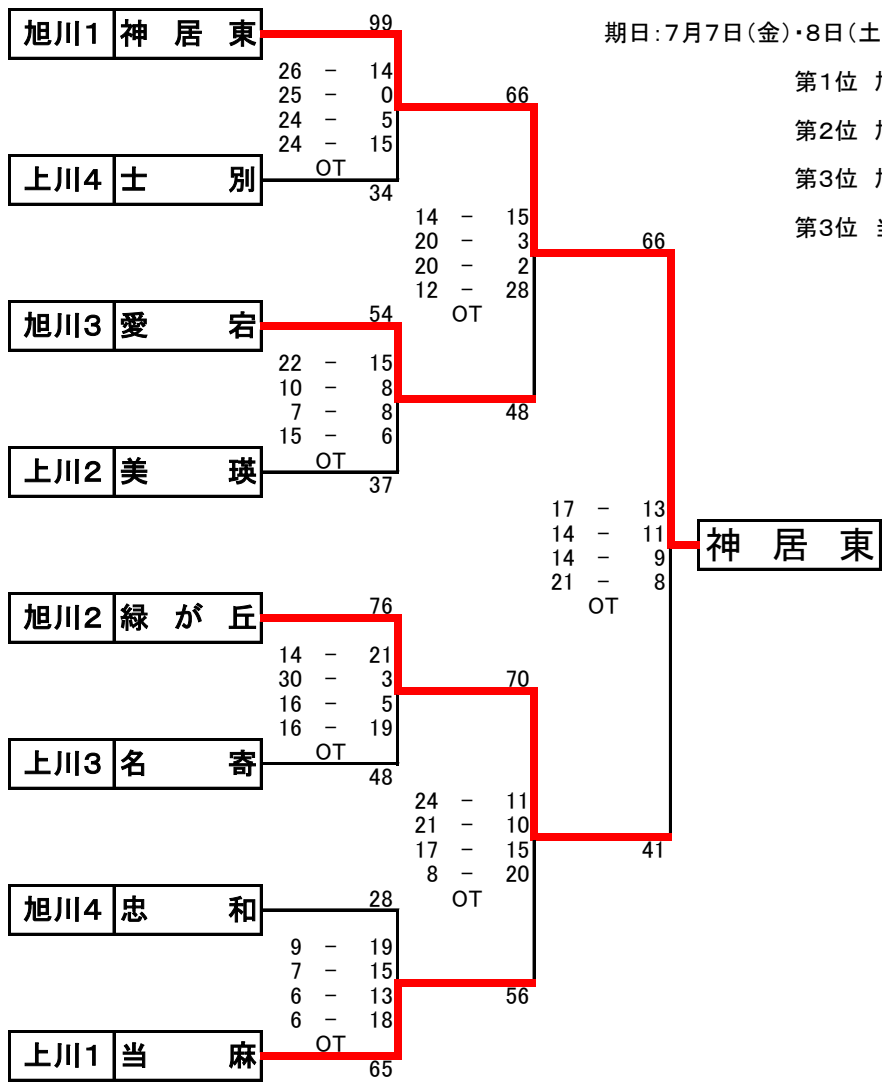 旭川1 神居東
99
期日：7月7日（金）・8日（土
26 － 14
25 － 0
24 － 5
24 － 15
OT
上川4 士別
34
66
第1位
第2位
第3位
第3位
14 － 15
20 － 3
20 － 2
12 － 28
OT
66
旭川3 愛宕
54
22 － 15
10 － 8
7 － 8
15 － 6
OT
上川2 美瑛
37
48
17 － 13
14 － 11
14 － 9
21 － 8
OT
神居東
旭川2 緑が丘
76
14 － 21
30 － 3
16 － 5
16 － 19
OT
上川3 名寄
48
70
24 － 11
21 － 10
17 － 15
8 － 20
OT
41
旭川4 忠和
28
9 － 19
7 － 15
6 － 13
6 － 18
OT
上川1 当麻
65
56